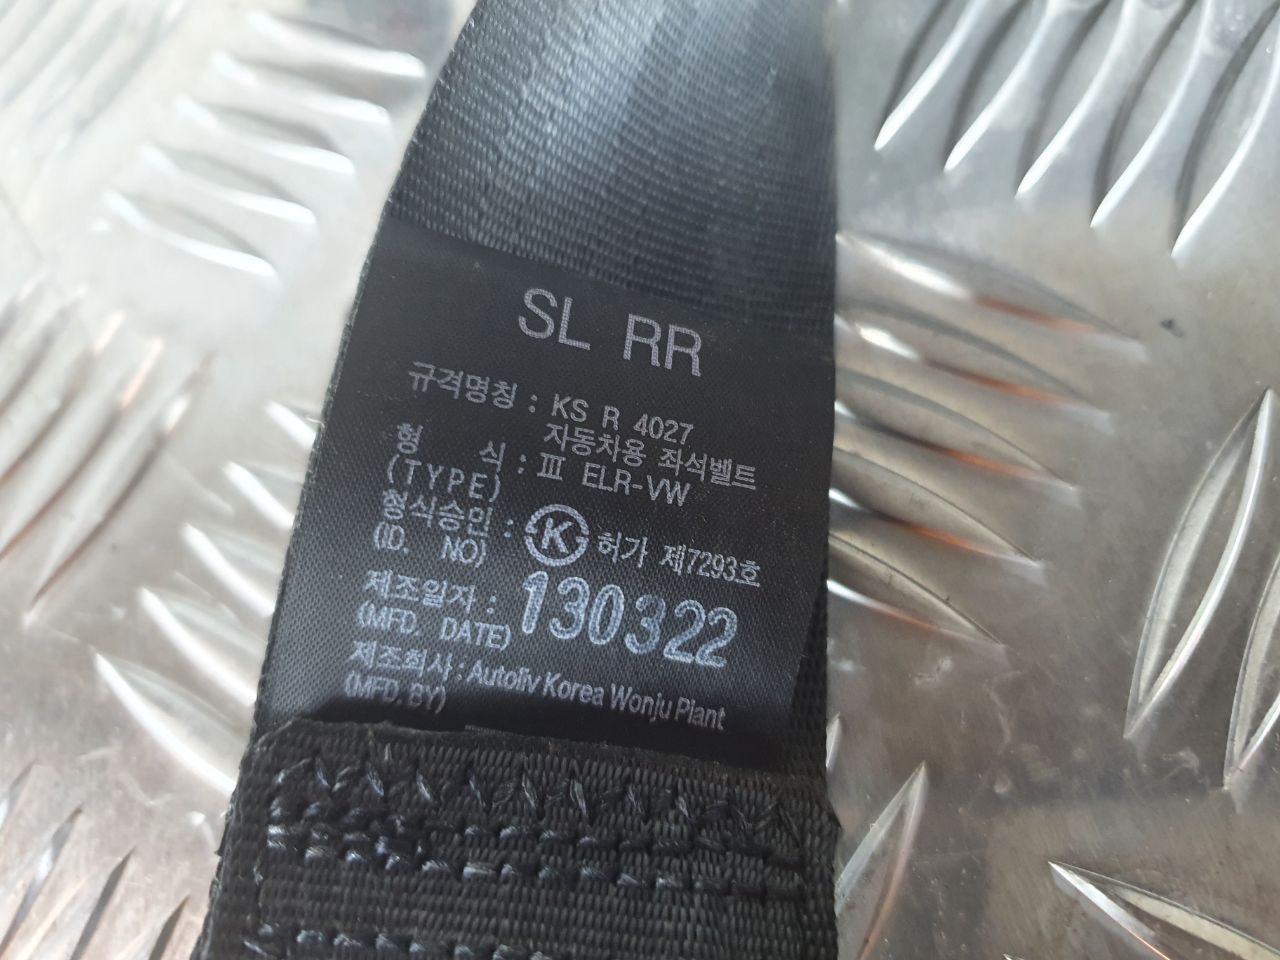 SL RR
규격명칭 : KS R 4027
자동차용 좌석벨트
형 식 : Ⅲ ELR-VW
(TYPE)
형식승인 : K 허가 제7293호
(ID. NO)
제조일자 : 130322
(MFD. DATE)
제조회사 : Autoliv Korea Wonju Plant
(MFD.BY)